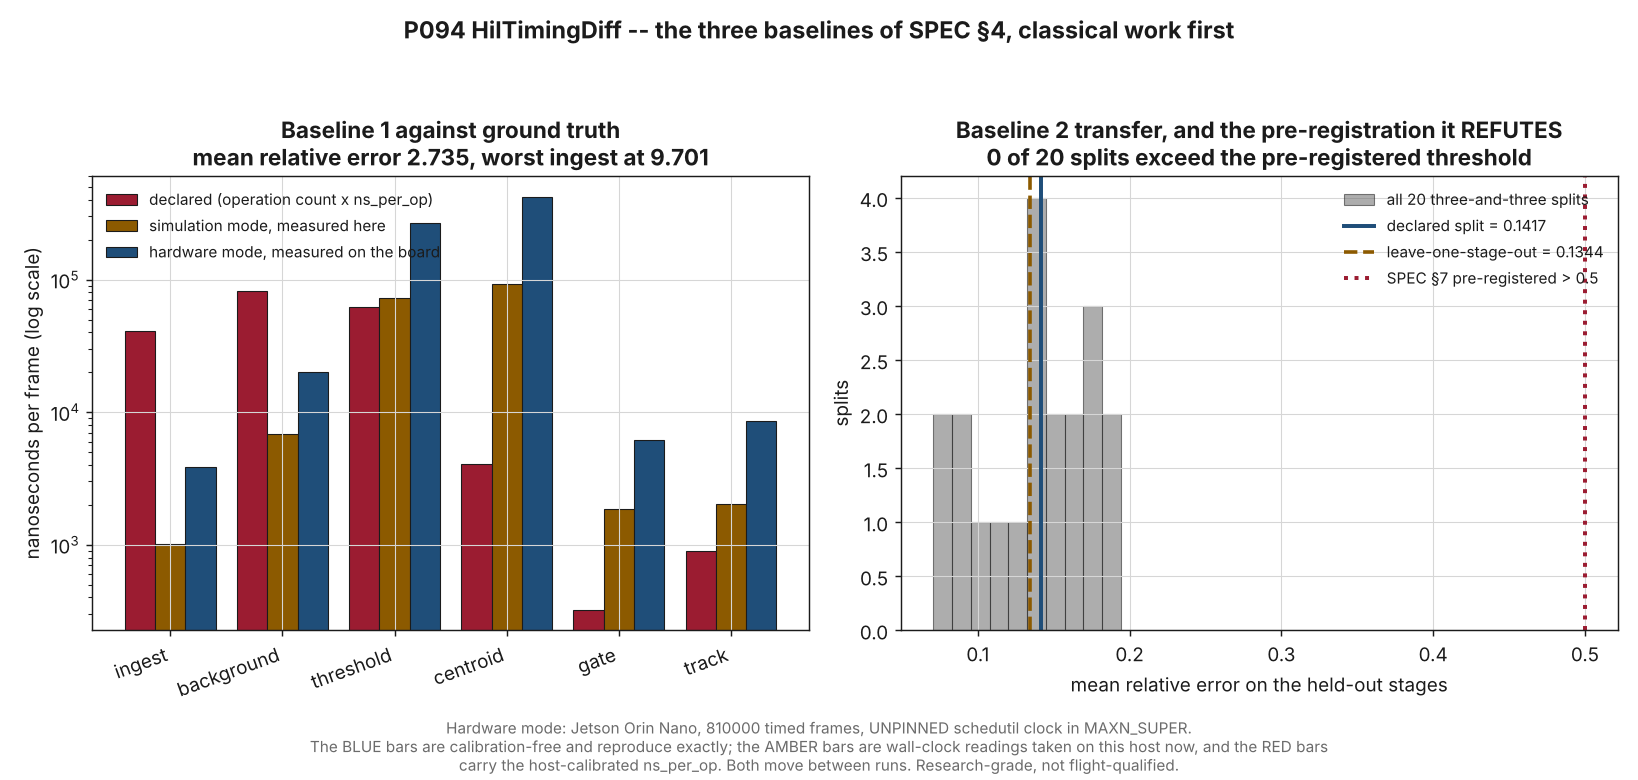 P094 HilTimingDiff -- the three baselines of SPEC §4, classical work first
Baseline 1 against ground truth
mean relative error 2.735, worst ingest at 9.701
declared (operation count x ns_per_op)
simulation mode, measured here
hardware mode, measured on the board
nanoseconds per frame (log scale)
10^5
10^4
10^3
ingest
background
threshold
centroid
gate
track
Baseline 2 transfer, and the pre-registration it REFUTES
0 of 20 splits exceed the pre-registered threshold
all 20 three-and-three splits
declared split = 0.1417
leave-one-stage-out = 0.1344
SPEC §7 pre-registered > 0.5
splits
4.0
3.5
3.0
2.5
2.0
1.5
1.0
0.5
0.0
0.1
0.2
0.3
0.4
0.5
mean relative error on the held-out stages
Hardware mode: Jetson Orin Nano, 810000 timed frames, UNPINNED schedutil clock in MAXN_SUPER.
The BLUE bars are calibration-free and reproduce exactly; the AMBER bars are wall-clock readings taken on this host now, and the RED bars
carry the host-calibrated ns_per_op. Both move between runs. Research-grade, not flight-qualified.